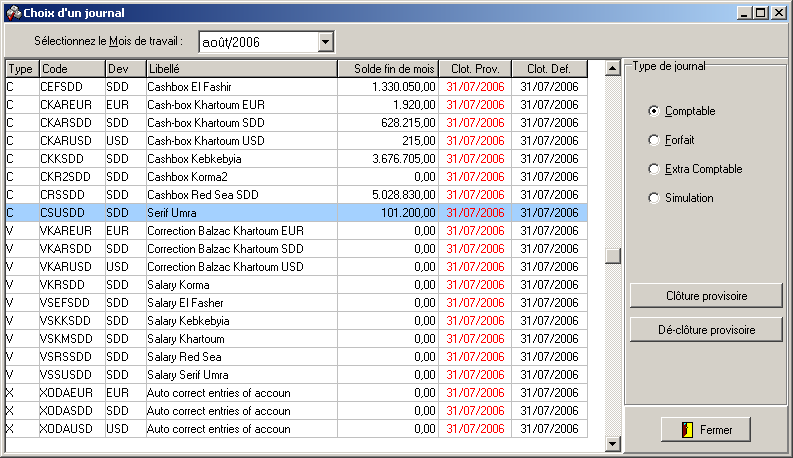 Choix d'un journal
Sélectionnez le Mois de travail : août/2006
Type Code Dev Libellé Solde fin de mois Clot. Prov. Clot. Def.
C CEFSDD SDD Cashbox El Fashir 1.330.050,00 31/07/2006 31/07/2006
C CKAREUR EUR Cash-box Khartoum EUR 1.920,00 31/07/2006 31/07/2006
C CKARSDD SDD Cash-box Khartoum SDD 628.215,00 31/07/2006 31/07/2006
C CKARUSD USD Cash-box Khartoum USD 215,00 31/07/2006 31/07/2006
C CKKSDD SDD Cashbox Kebkebyia 3.676.705,00 31/07/2006 31/07/2006
C CKR2SDD SDD Cashbox Korma2 0,00 31/07/2006 31/07/2006
C CRSSDD SDD Cashbox Red Sea SDD 5.028.830,00 31/07/2006 31/07/2006
C CSUSDD SDD Serif Umra 101.200,00 31/07/2006 31/07/2006
V VKAREUR EUR Correction Balzac Khartoum EUR 0,00 31/07/2006 31/07/2006
V VKARSDD SDD Correction Balzac Khartoum SDD 0,00 31/07/2006 31/07/2006
V VKARUSD USD Correction Balzac Khartoum USD 0,00 31/07/2006 31/07/2006
V VKRSDD SDD Salary Korma 0,00 31/07/2006 31/07/2006
V VSEFSDD SDD Salary El Fasher 0,00 31/07/2006 31/07/2006
V VSKKSDD SDD Salary Kebkebyia 0,00 31/07/2006 31/07/2006
V VSKMSDD SDD Salary Khartoum 0,00 31/07/2006 31/07/2006
V VSRSSDD SDD Salary Red Sea 0,00 31/07/2006 31/07/2006
V VSSUSDD SDD Salary Serif Umra 0,00 31/07/2006 31/07/2006
X XODAEUR EUR Auto correct entries of accoun 0,00 31/07/2006 31/07/2006
X XODASDD SDD Auto correct entries of accoun 0,00 31/07/2006 31/07/2006
X XODAUSD USD Auto correct entries of accoun 0,00 31/07/2006 31/07/2006
Type de journal
Comptable
Forfait
Extra Comptable
Simulation
Clôture provisoire
Dé-clôture provisoire
Fermer